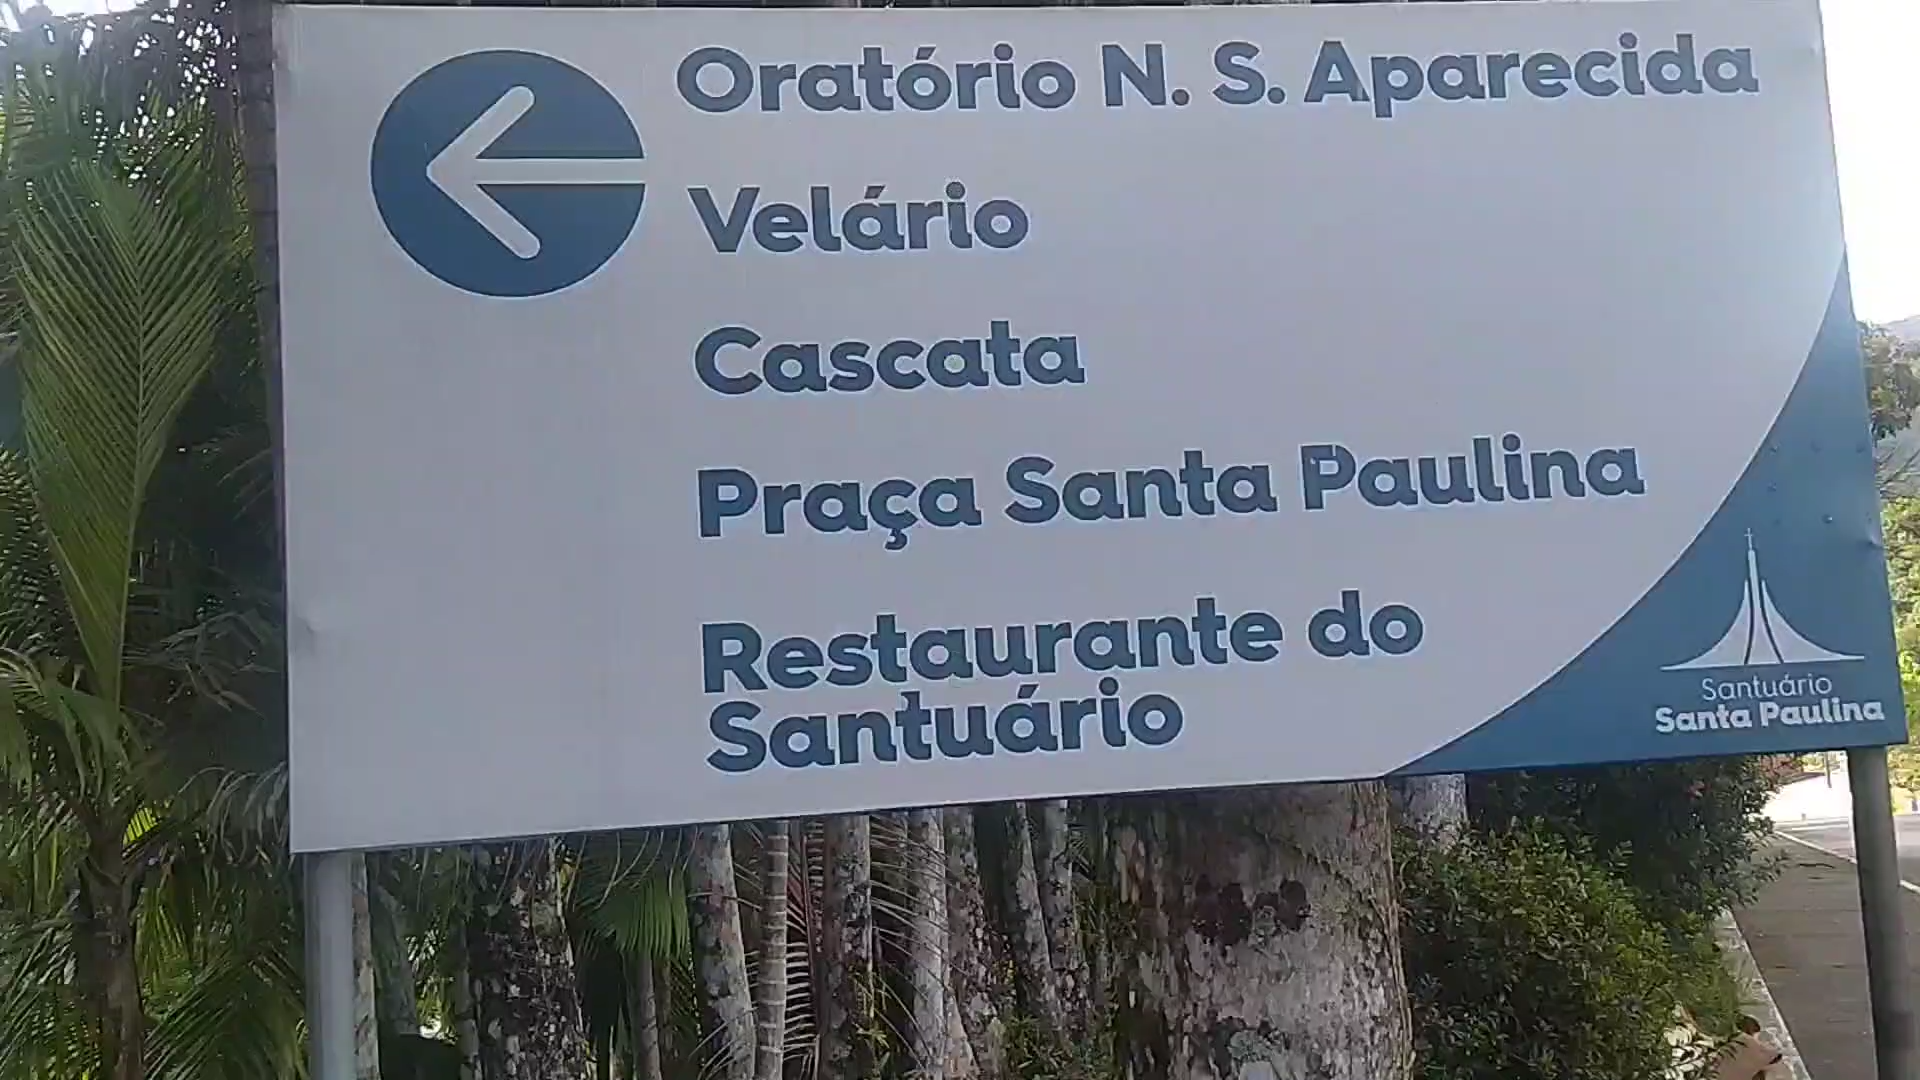 Oratório N. S. Aparecida
Velário
Cascata
Praça Santa Paulina
Restaurante do
Santuário
Santuário
Santa Paulina